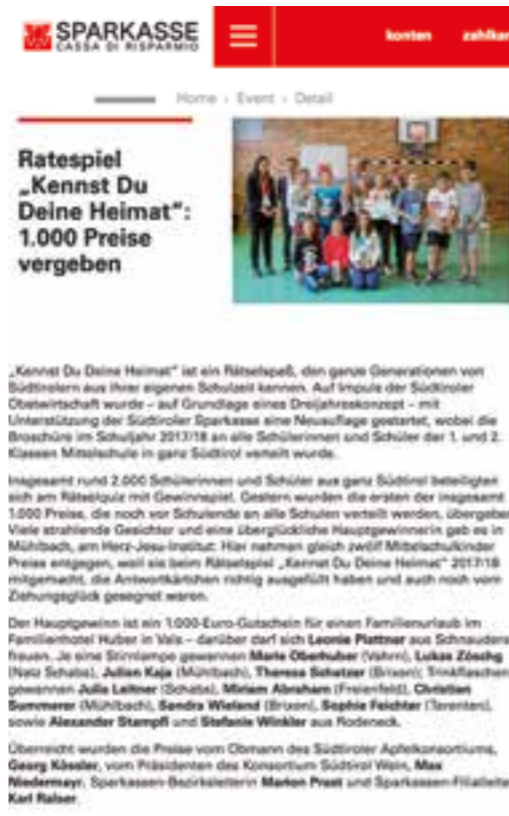 SPARKASSE
CASSA DI RISPARMIO
konten zahlkar
Home › Event › Detail
Ratespiel
„Kennst Du
Deine Heimat“:
1.000 Preise
vergeben
„Kennst Du Deine Heimat“ ist ein Rätselspaß, den ganze Generationen von
Südtirolern aus ihrer eigenen Schulzeit kennen. Auf Impuls der Südtiroler
Obstwirtschaft wurde – auf Grundlage eines Dreijahreskonzept – mit
Unterstützung der Südtiroler Sparkasse eine Neuauflage gestartet, wobei die
Broschüre im Schuljahr 2017/18 an alle Schülerinnen und Schüler der 1. und 2.
Klassen Mittelschule in ganz Südtirol verteilt wurde.
Insgesamt rund 2.000 Schülerinnen und Schüler aus ganz Südtirol beteiligten
sich am Rätselquiz mit Gewinnspiel. Gestern wurden die ersten der insgesamt
1.000 Preise, die noch vor Schulende an alle Schulen verteilt werden, übergeben
Viele strahlende Gesichter und eine überglückliche Hauptgewinnerin gab es in
Mühlbach, am Herz-Jesu-Institut. Hier nahmen gleich zwölf Mittelschulkinder
Preise entgegen, weil sie beim Rätselspiel „Kennst Du Deine Heimat“ 2017/18
mitgemacht, die Antwortkärtchen richtig ausgefüllt haben und auch noch vom
Ziehungsglück gesegnet waren.
Der Hauptgewinn ist ein 1.000-Euro-Gutschein für einen Familienurlaub im
Familienhotel Huber in Vals – darüber darf sich Leonie Plattner aus Schnauders
freuen. Je eine Stirnlampe gewannen Marie Oberhuber (Vahrn), Lukas Zöschg
(Natz Schabs), Julian Kaja (Mühlbach), Theresa Schatzer (Brixen); Trinkflaschen
gewannen Julia Leitner (Schabs), Miriam Abraham (Freienfeld), Christian
Summerer (Mühlbach), Sandra Wieland (Brixen), Sophie Feichter (Terenten),
sowie Alexander Stampfl und Stefanie Winkler aus Rodeneck.
Überreicht wurden die Preise vom Obmann des Südtiroler Apfelkonsortiums,
Georg Kössler, vom Präsidenten des Konsortium Südtirol Wein, Max
Niedermayr, Sparkassen-Bezirksleiterin Marion Prast und Sparkassen-Filialleite
Karl Ralser.